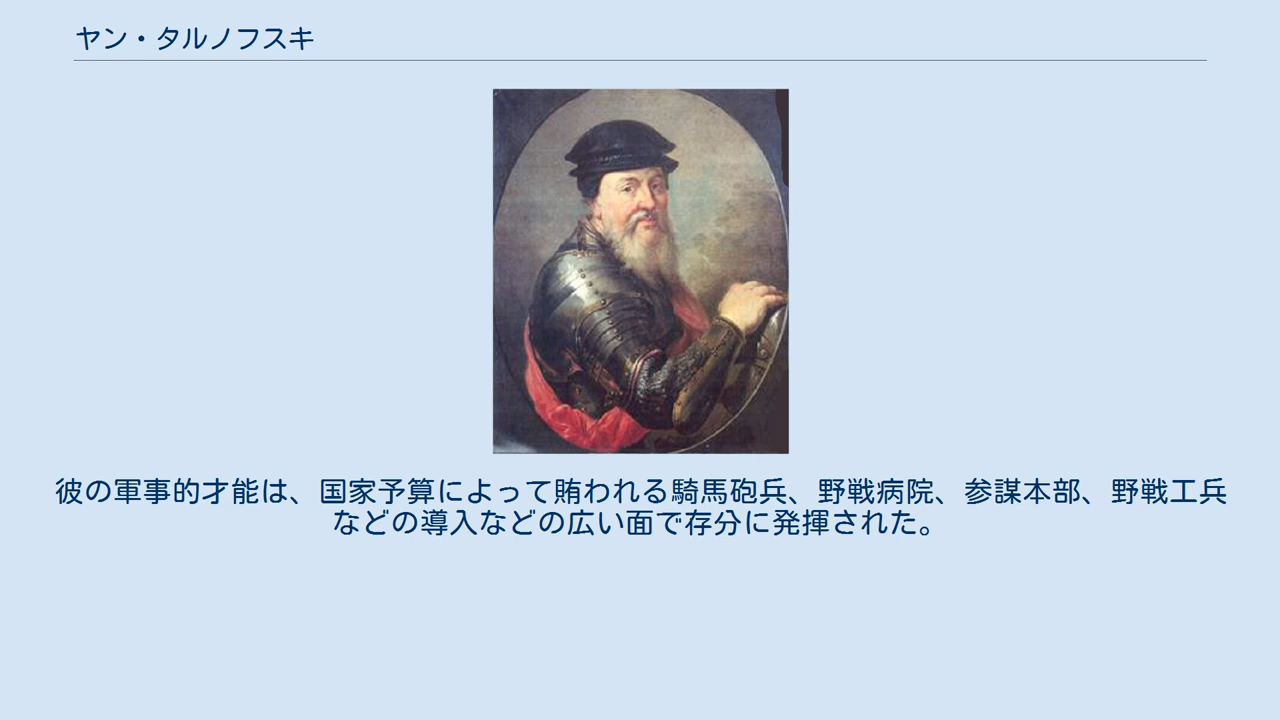 ヤン・タルノフスキ
彼の軍事的才能は、国家予算によって賄われる騎馬砲兵、野戦病院、参謀本部、野戦工兵
などの導入などの広い面で存分に発揮された。